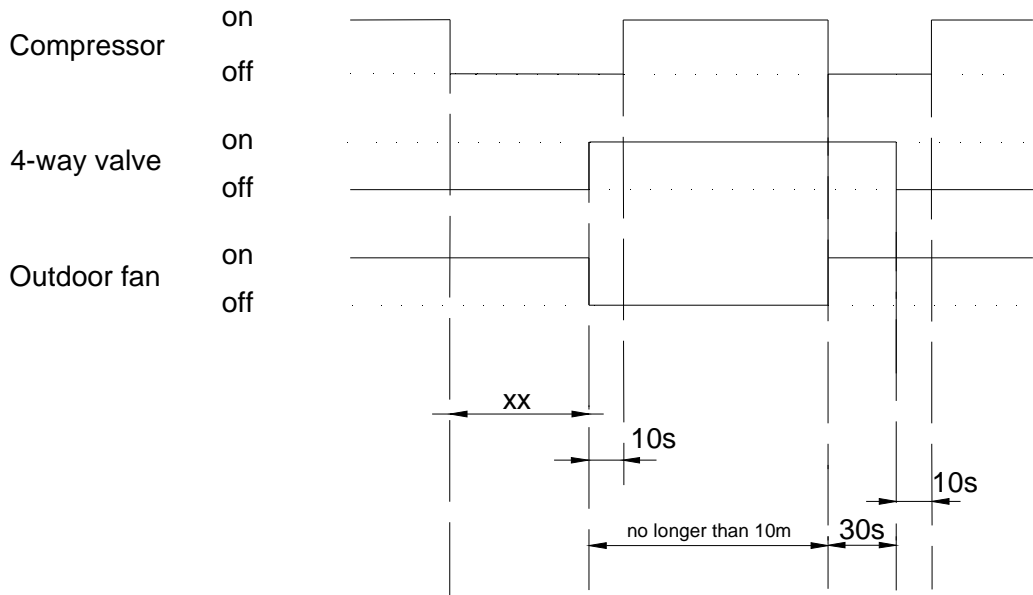 on
Compressor
off
on
4-way valve
off
on
Outdoor fan
off
xx
10s
10s
no longer than 10m
30s